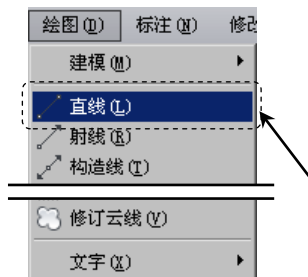 绘图(D) 标注(N) 修改
建模(M)
直线(L)
射线(R)
构造线(T)
修订云线(V)
文字(X)